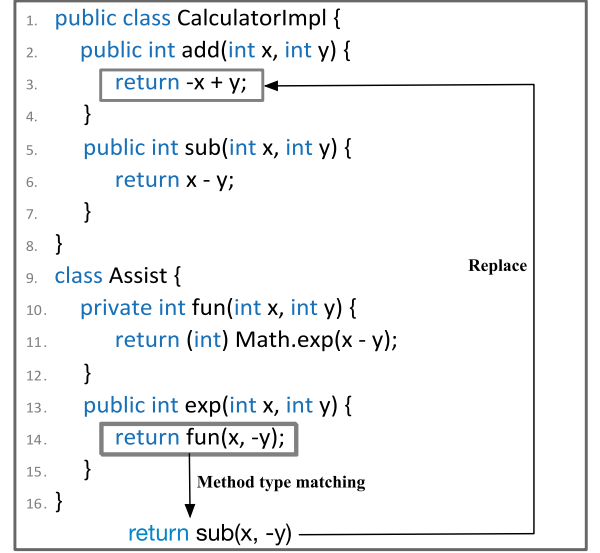 1. public class CalculatorImpl {
2. public int add(int x, int y) {
3. return -x + y;
4. }
5. public int sub(int x, int y) {
6. return x - y;
7. }
8. }
9. class Assist {
Replace
10. private int fun(int x, int y) {
11. return (int) Math.exp(x - y);
12. }
13. public int exp(int x, int y) {
14. return fun(x, -y);
15. }
Method type matching
16. }
return sub(x, -y)